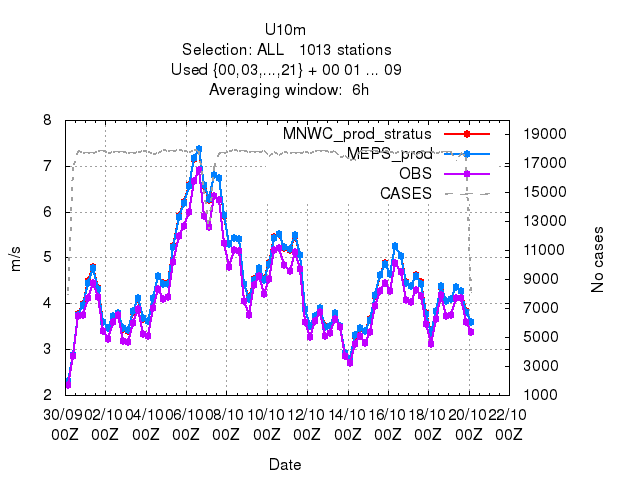 U10m
Selection: ALL   1013 stations
Used {00,03,...,21} + 00 01 ... 09
Averaging window:  6h
MNWC_prod_stratus
MEPS_prod
OBS
CASES
m/s
8
7
6
5
4
3
2
No cases
19000
17000
15000
13000
11000
9000
7000
5000
3000
1000
30/09 02/10 04/10 06/10 08/10 10/10 12/10 14/10 16/10 18/10 20/10 22/10
00Z 00Z 00Z 00Z 00Z 00Z 00Z 00Z 00Z 00Z 00Z 00Z
Date